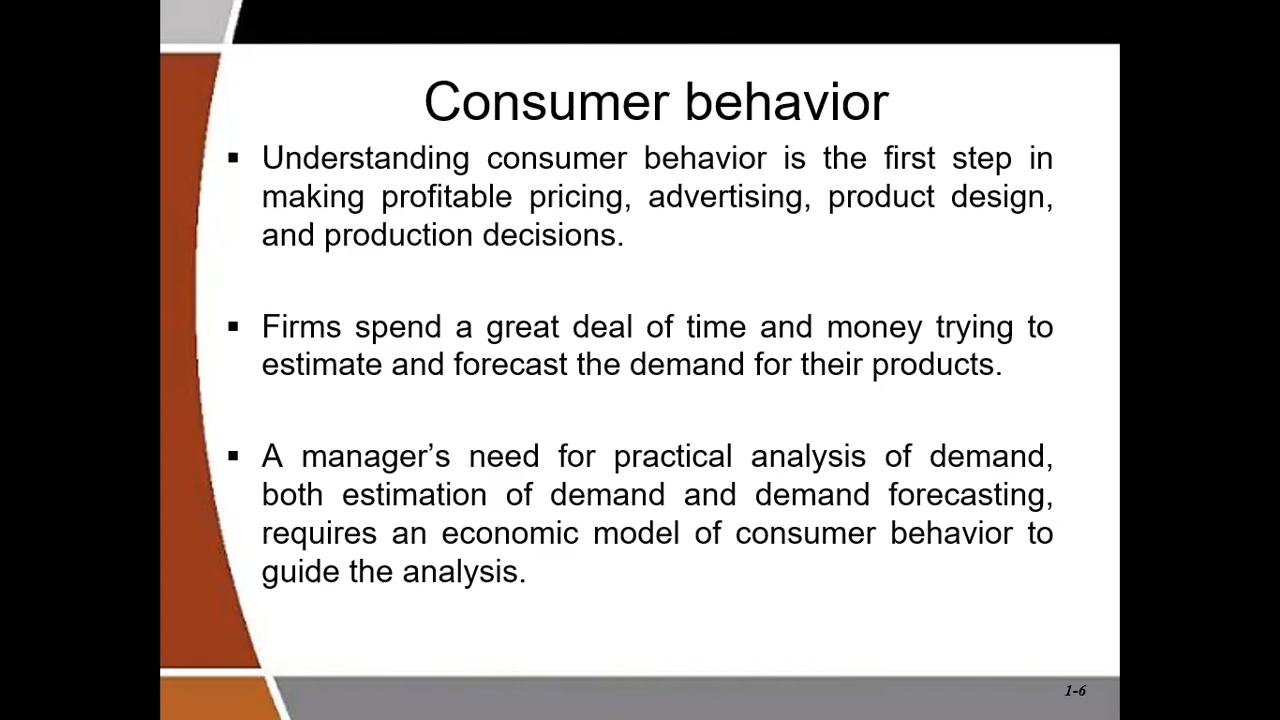 Consumer behavior
▪ Understanding consumer behavior is the first step in
making profitable pricing, advertising, product design,
and production decisions.
▪ Firms spend a great deal of time and money trying to
estimate and forecast the demand for their products.
▪ A manager’s need for practical analysis of demand,
both estimation of demand and demand forecasting,
requires an economic model of consumer behavior to
guide the analysis.
1-6